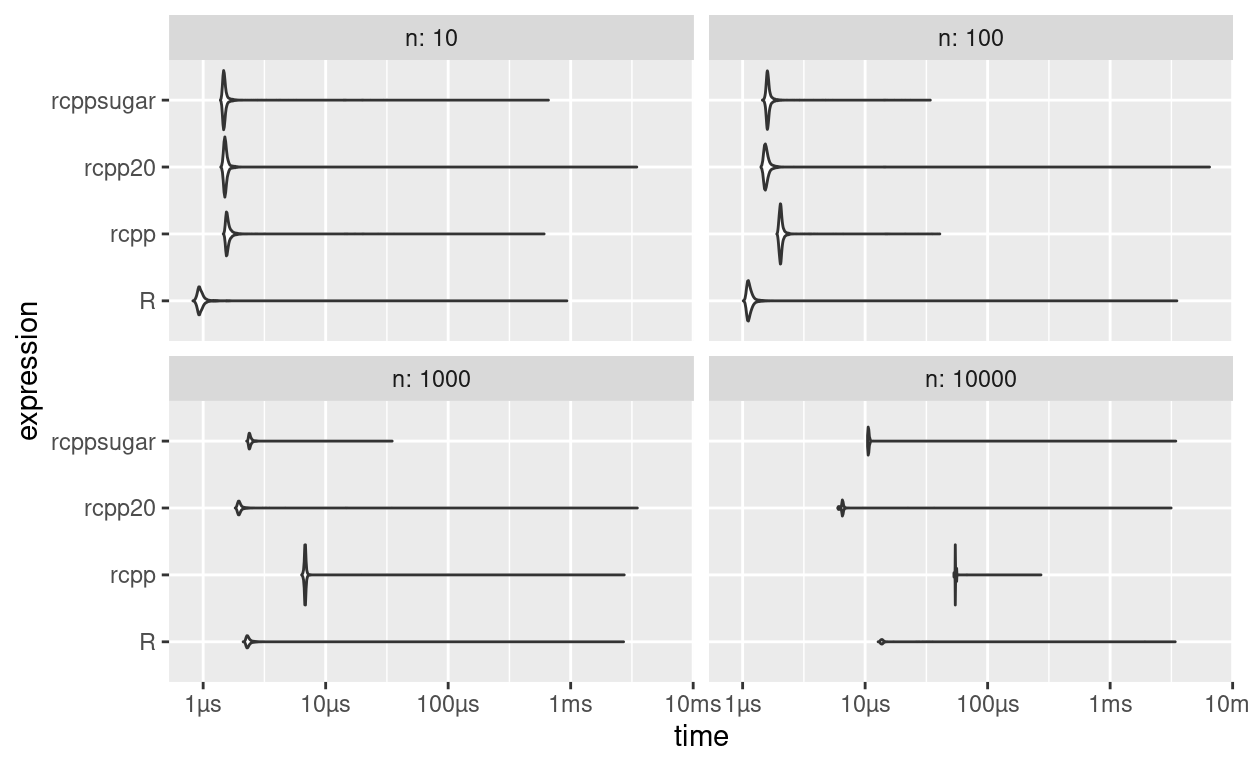 n: 10
n: 100
rcppsugar
rcpp20
rcpp
R
n: 1000
n: 10000
rcppsugar
rcpp20
rcpp
R
1µs 10µs 100µs 1ms 10ms 1µs 10µs 100µs 1ms 10m
time
expression